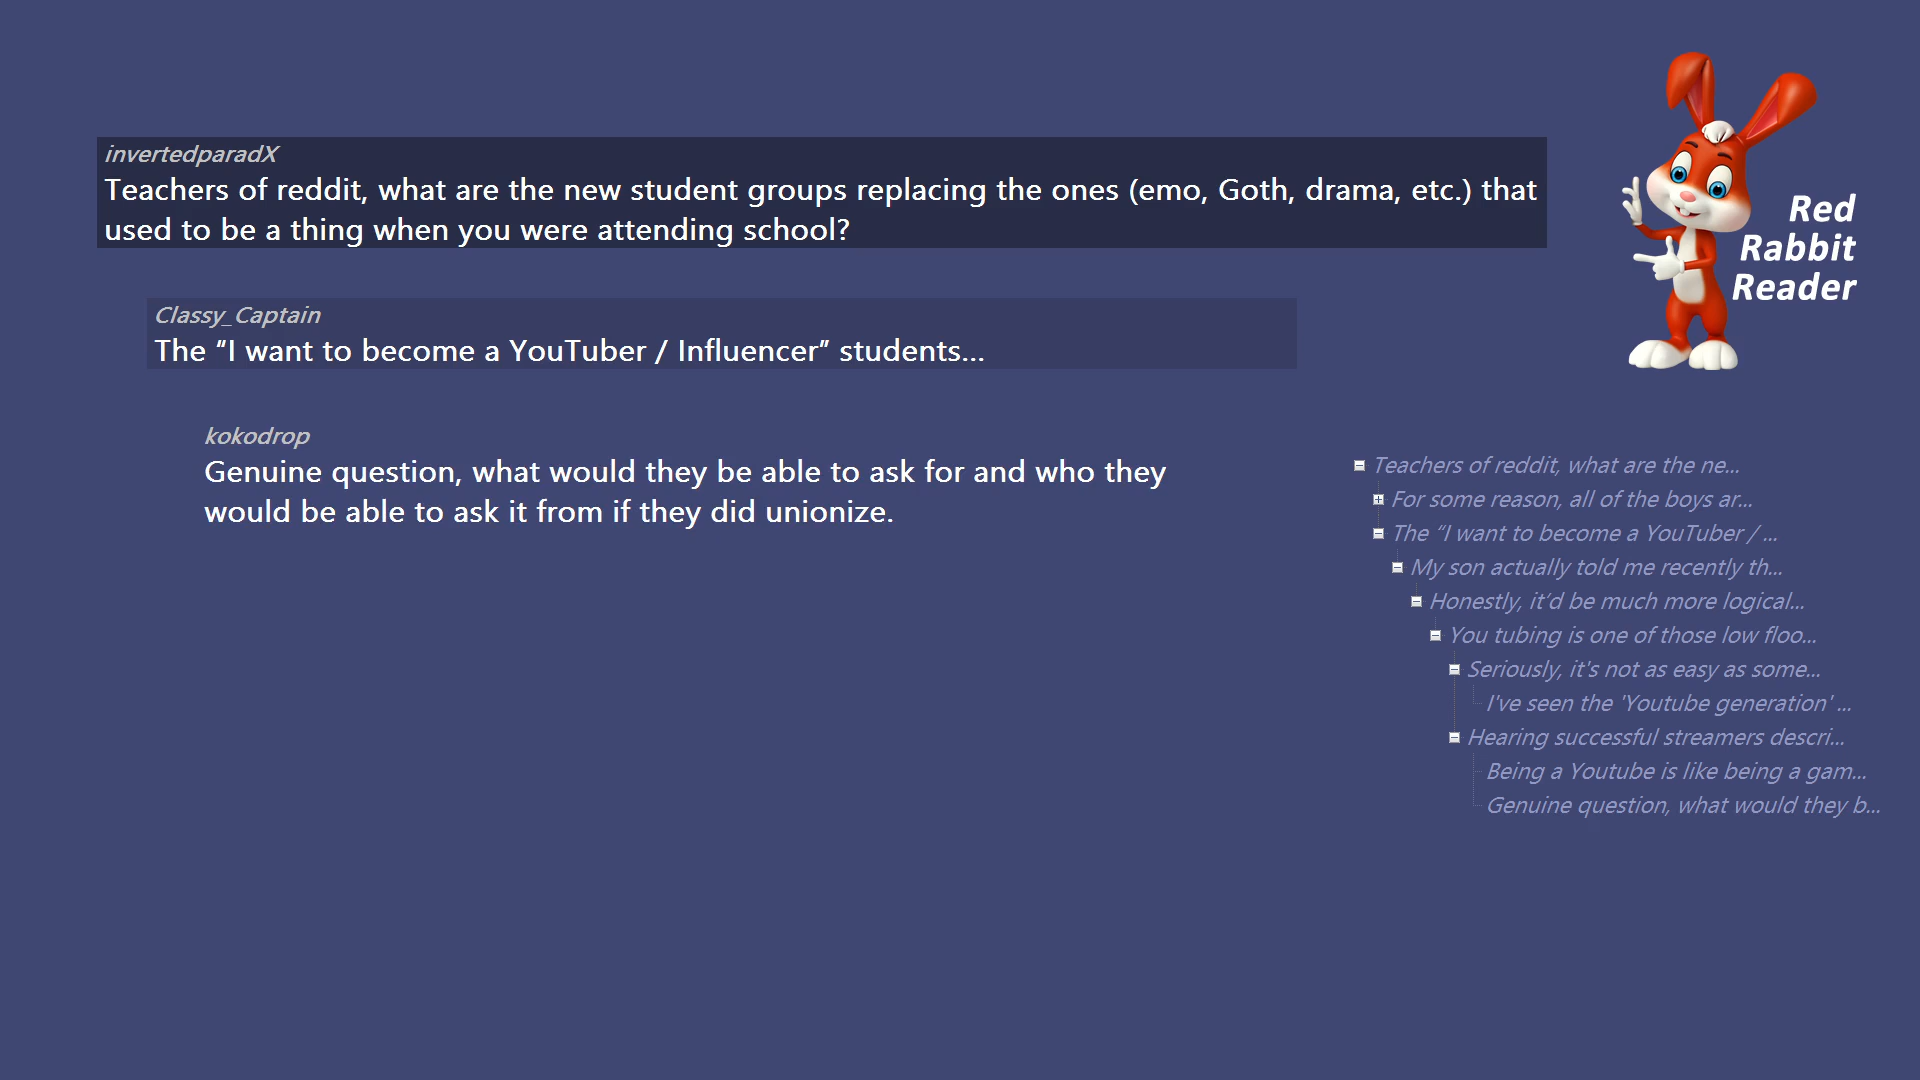 invertedparadX
Teachers of reddit, what are the new student groups replacing the ones (emo, Goth, drama, etc.) that
used to be a thing when you were attending school?
Classy_Captain
The “I want to become a YouTuber / Influencer” students...
kokodrop
Genuine question, what would they be able to ask for and who they
would be able to ask it from if they did unionize.
Red
Rabbit
Reader
Teachers of reddit, what are the ne...
For some reason, all of the boys ar...
The “I want to become a YouTuber / ...
My son actually told me recently th...
Honestly, it’d be much more logical...
You tubing is one of those low floo...
Seriously, it's not as easy as some...
I've seen the 'Youtube generation' ...
Hearing successful streamers descri...
Being a Youtube is like being a gam...
Genuine question, what would they b...